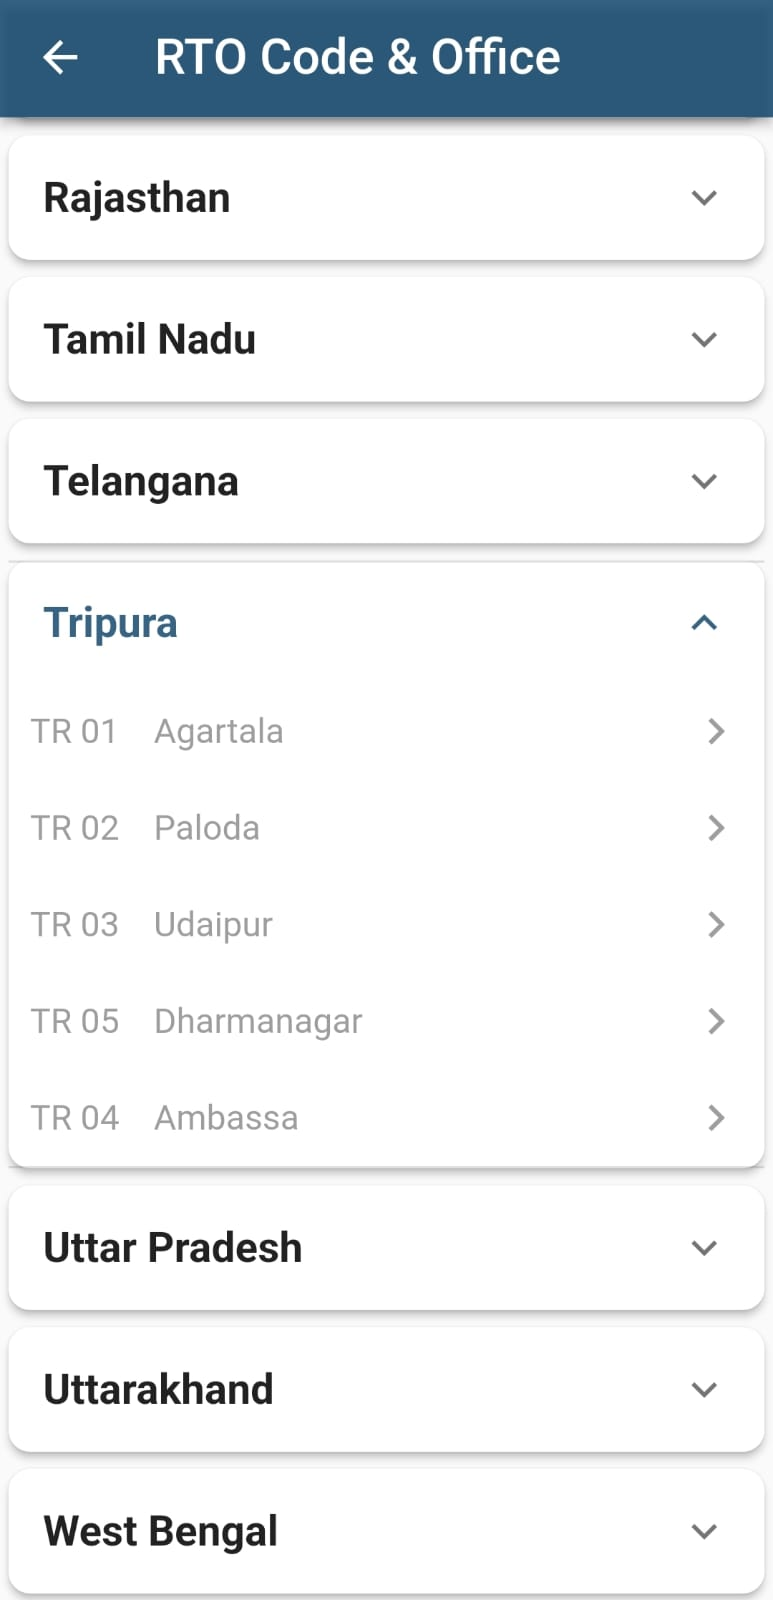 RTO Code & Office
Rajasthan
Tamil Nadu
Telangana
Tripura
TR 01 Agartala
TR 02 Paloda
TR 03 Udaipur
TR 05 Dharmanagar
TR 04 Ambassa
Uttar Pradesh
Uttarakhand
West Bengal